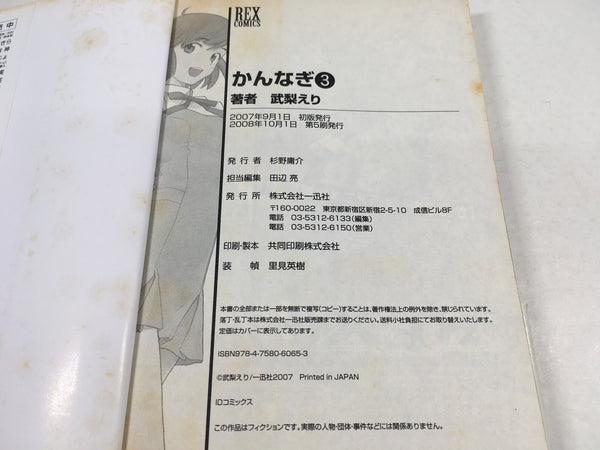 REX
COMICS
かんなぎ❸
著者 武梨えり
2007年9月1日 初版発行
2008年10月1日 第5刷発行
発行者 杉野庸介
担当編集 田辺 亮
発行所 株式会社一迅社
〒160-0022 東京都新宿区新宿2-5-10 成信ビル8F
電話 03-5312-6133(編集)
電話 03-5312-6150(営業)
印刷・製本 共同印刷株式会社
装幀 里見英樹
本書の全部または一部を無断で複写(コピー)することは、著作権法上の例外を除き、禁じられています。
落丁・乱丁本は株式会社一迅社販売課までお送りください。送料小社負担にてお取り替えいたします。
定価はカバーに表示してあります。
ISBN978-4-7580-6065-3
©武梨えり/一迅社2007 Printed in JAPAN
IDコミックス
この作品はフィクションです。実際の人物・団体・事件などには関係ありません。